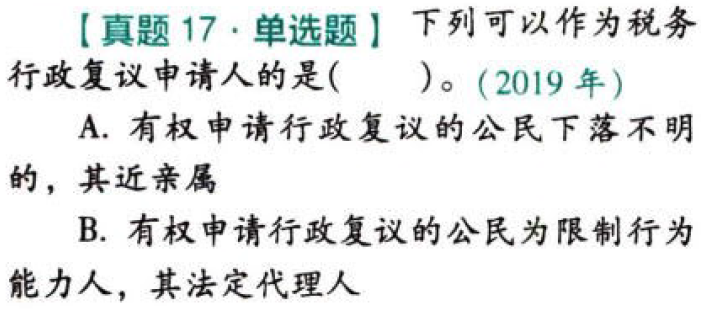 【真题 17·单选题】 下列可以作为税务
行政复议申请人的是(　　)。(2019 年)
A. 有权申请行政复议的公民下落不明
的，其近亲属
B. 有权申请行政复议的公民为限制行为
能力人，其法定代理人